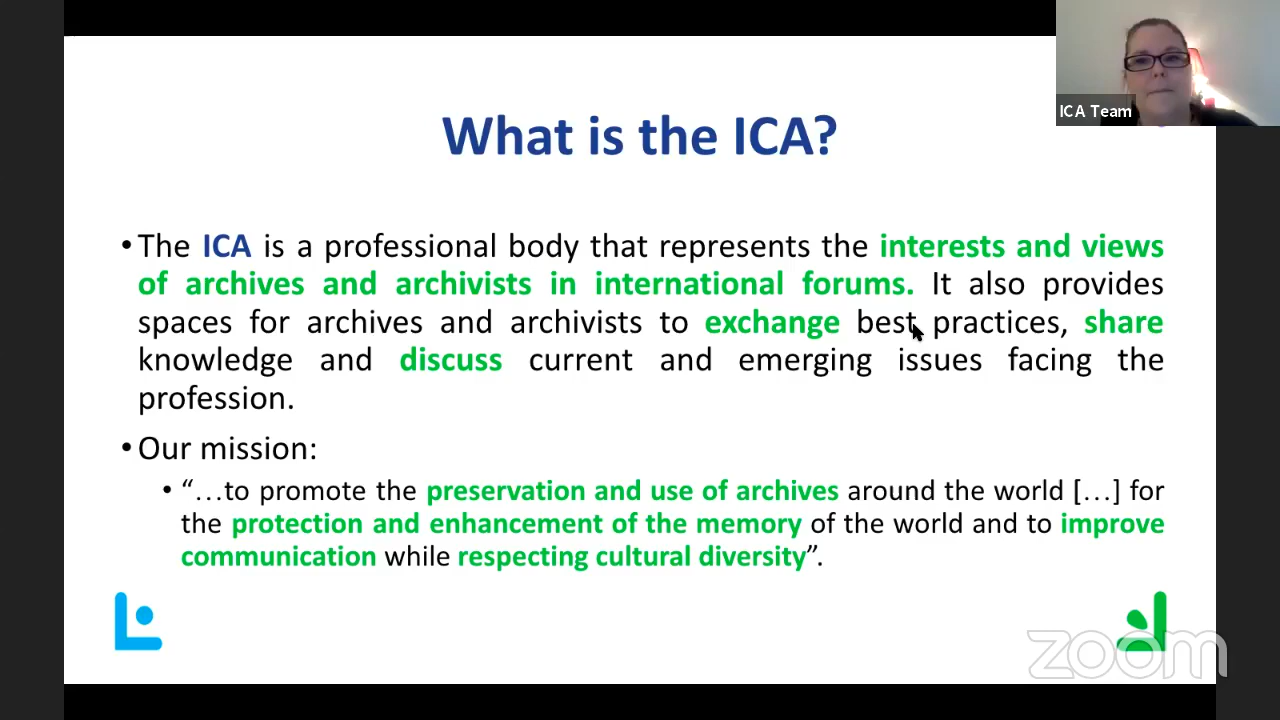 ICA Team
What is the ICA?
• The ICA is a professional body that represents the interests and views
of archives and archivists in international forums. It also provides
spaces for archives and archivists to exchange best practices, share
knowledge and discuss current and emerging issues facing the
profession.
• Our mission:
• “…to promote the preservation and use of archives around the world […] for
the protection and enhancement of the memory of the world and to improve
communication while respecting cultural diversity”.
zoom